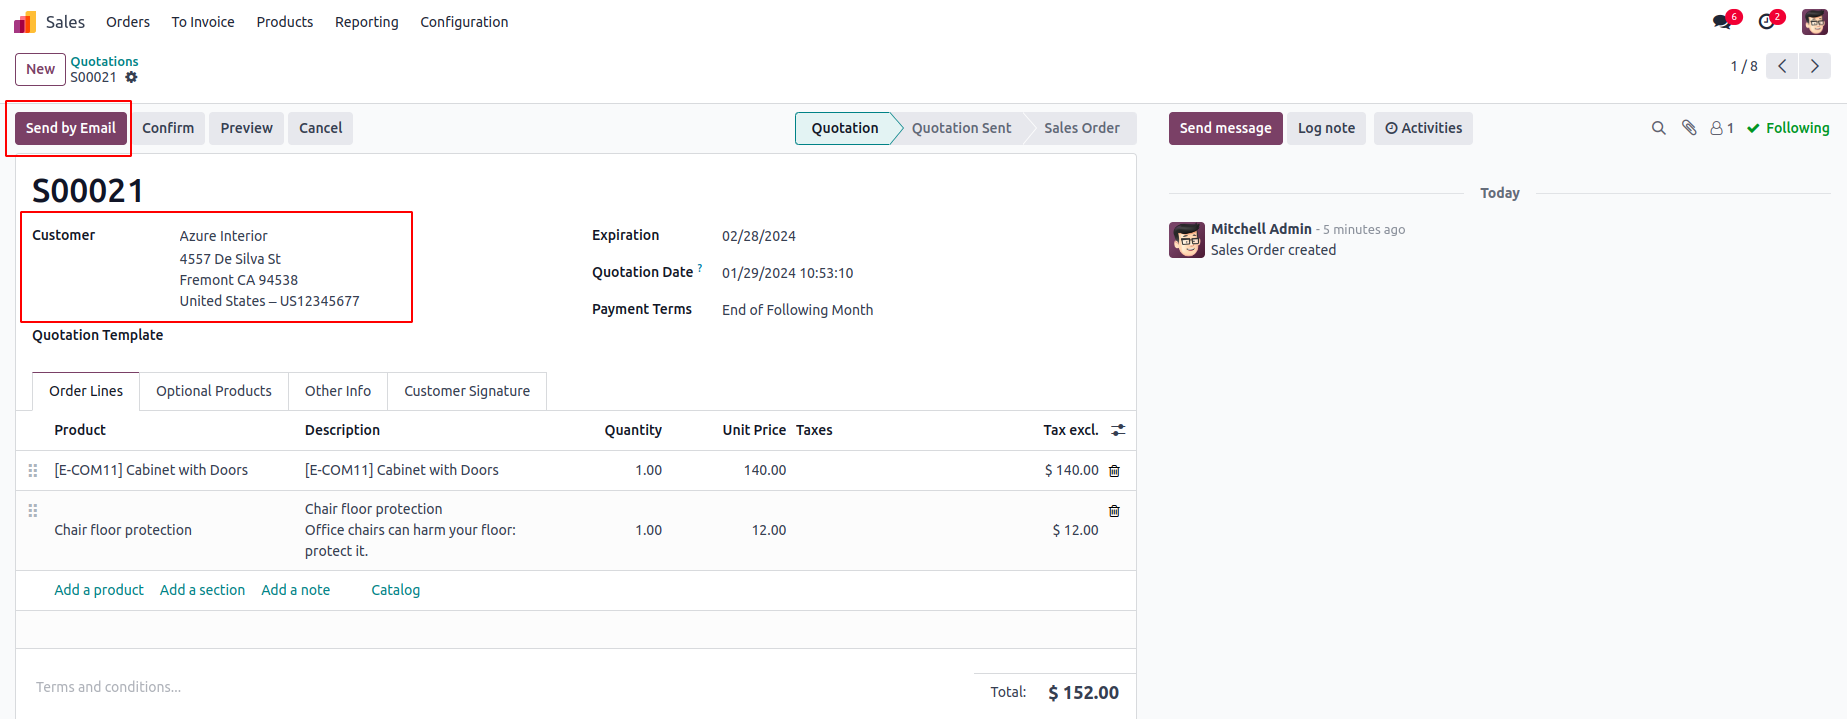 Sales Orders To Invoice Products Reporting Configuration 6 2
New Quotations
S00021 1 / 8
Send by Email Confirm Preview Cancel Quotation Quotation Sent Sales Order Send message Log note Activities 1 Following
S00021
Today
Customer Azure Interior
4557 De Silva St
Fremont CA 94538
United States – US12345677
Quotation Template
Expiration 02/28/2024
Quotation Date ? 01/29/2024 10:53:10
Payment Terms End of Following Month
Mitchell Admin - 5 minutes ago
Sales Order created
Order Lines Optional Products Other Info Customer Signature
Product Description Quantity Unit Price Taxes Tax excl.
[E-COM11] Cabinet with Doors [E-COM11] Cabinet with Doors 1.00 140.00 $ 140.00
Chair floor protection
Chair floor protection Office chairs can harm your floor: 1.00 12.00 $ 12.00
protect it.
Add a product Add a section Add a note Catalog
Terms and conditions...
Total: $ 152.00